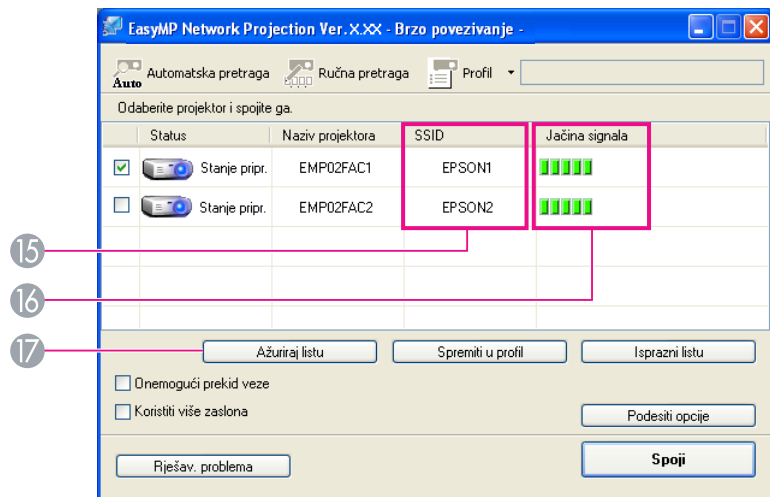 EasyMP Network Projection Ver.X.XX - Brzo povezivanje -
Auto Automatska pretraga Ručna pretraga Profil
Odaberite projektor i spojite ga.
Status Naziv projektora SSID Jačina signala
Stanje pripr. EMP02FAC1 EPSON1
Stanje pripr. EMP02FAC2 EPSON2
15
16
17 Ažuriraj listu Spremiti u profil Isprazni listu
Onemogući prekid veze
Koristiti više zaslona Podesiti opcije
Rješav. problema Spoji